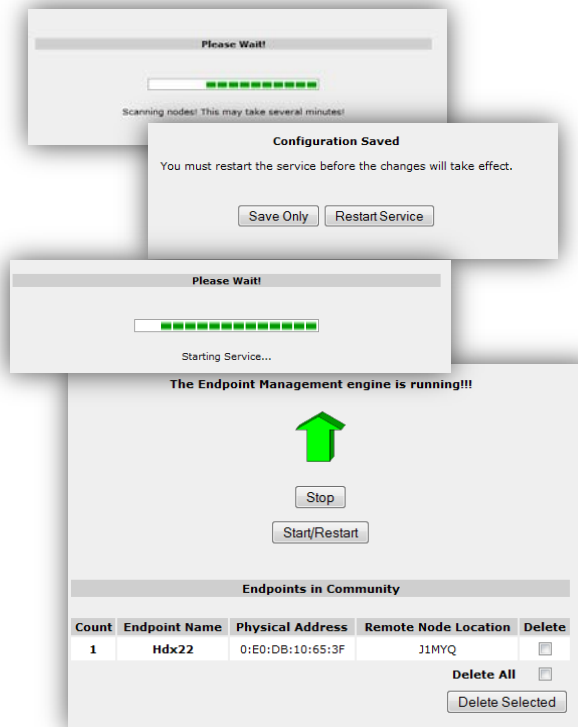 Please Wait!
Scanning nodes! This may take several minutes!
Configuration Saved
You must restart the service before the changes will take effect.
Save Only Restart Service
Please Wait!
Starting Service...
The Endpoint Management engine is running!!!
Stop
Start/Restart
Endpoints in Community
Count Endpoint Name Physical Address Remote Node Location Delete
1 Hdx22 0:E0:DB:10:65:3F J1MYQ
Delete All
Delete Selected